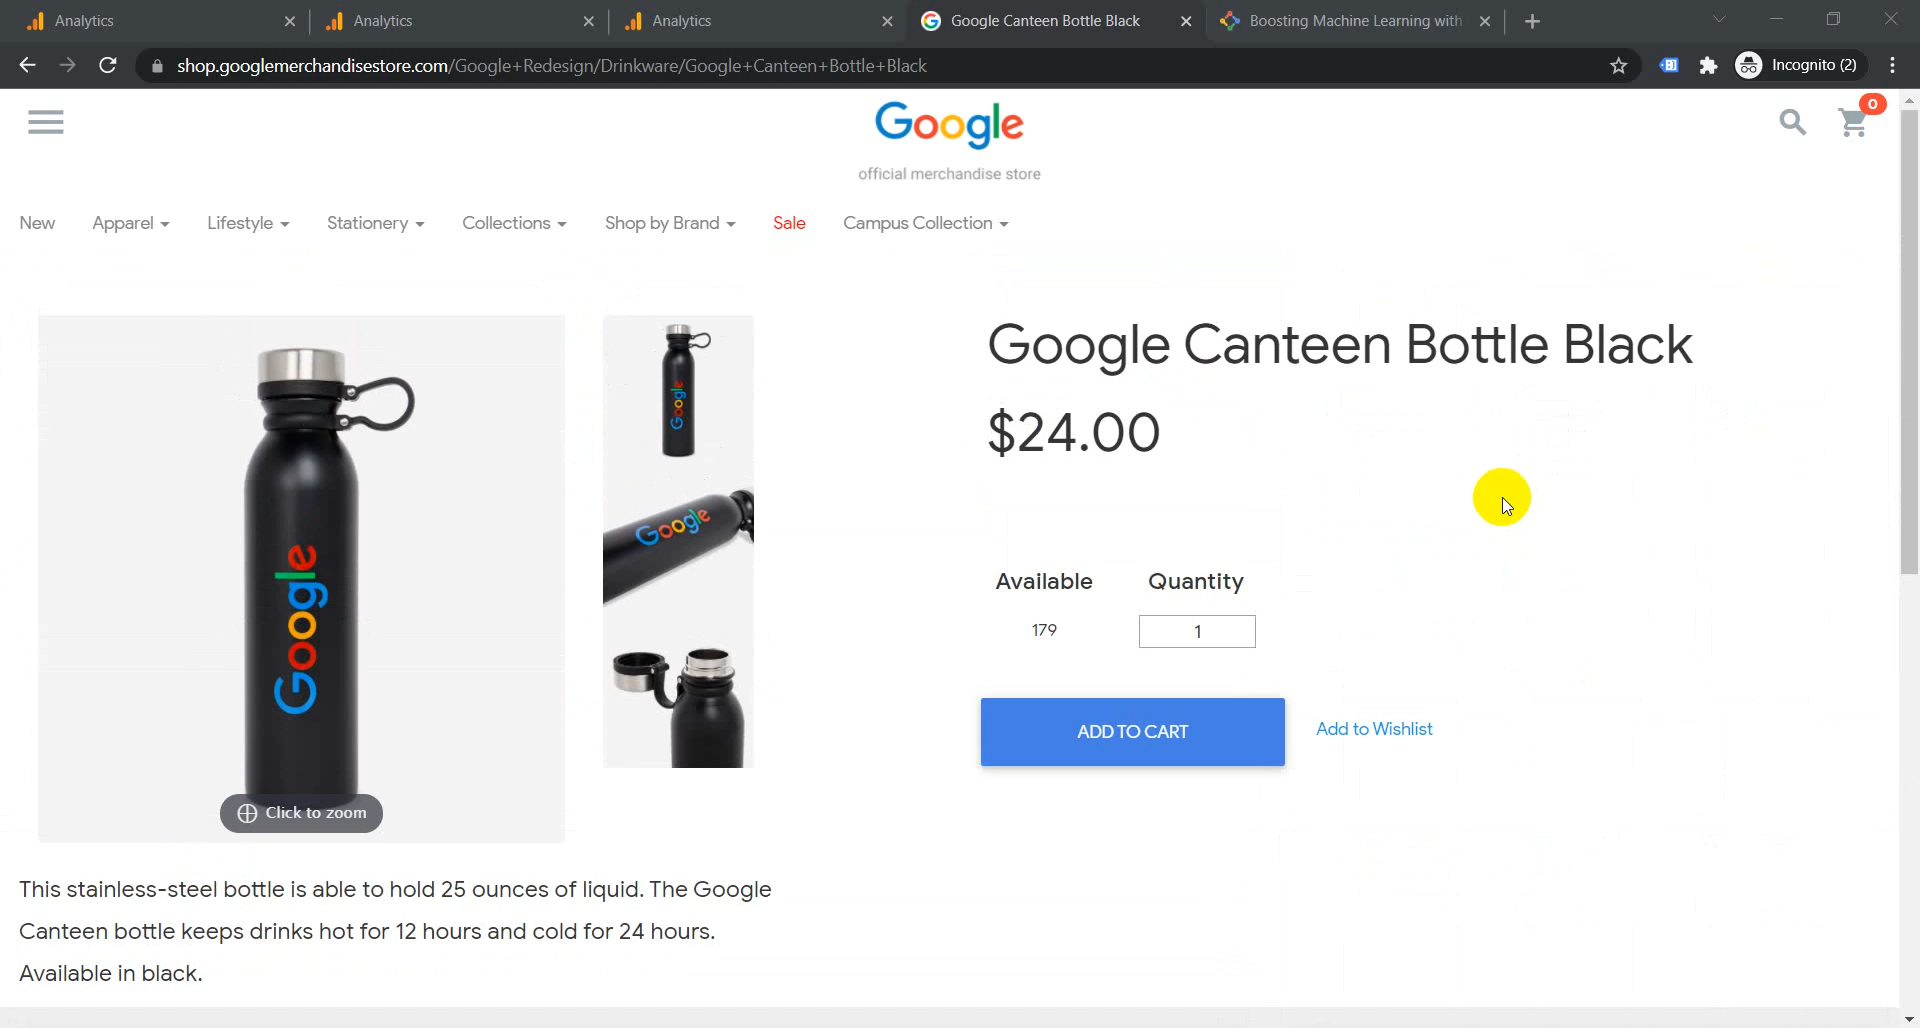 Analytics
Analytics
Analytics
Google Canteen Bottle Black
Boosting Machine Learning with
shop.googlemerchandisestore.com/Google+Redesign/Drinkware/Google+Canteen+Bottle+Black
Incognito (2)
Google
0
official merchandise store
New Apparel Lifestyle Stationery Collections Shop by Brand Sale Campus Collection
Google
Google
Google
Click to zoom
Google Canteen Bottle Black
$24.00
Available Quantity
179 1
ADD TO CART Add to Wishlist
This stainless-steel bottle is able to hold 25 ounces of liquid. The Google
Canteen bottle keeps drinks hot for 12 hours and cold for 24 hours.
Available in black.